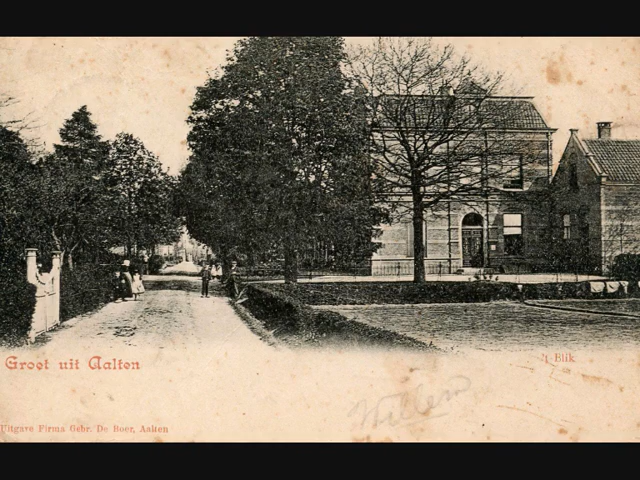 Groet uit Aalten
't Blik
Willem
Uitgave Firma Gebr. De Boer, Aalten